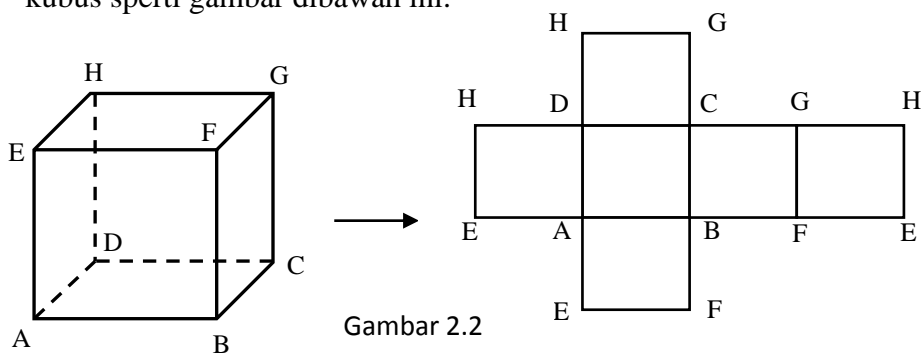 kubus sperti gambar dibawah ini:
H G
H
G
F
E
D
C
A
B
H D C G H
E A B F E
E F
Gambar 2.2